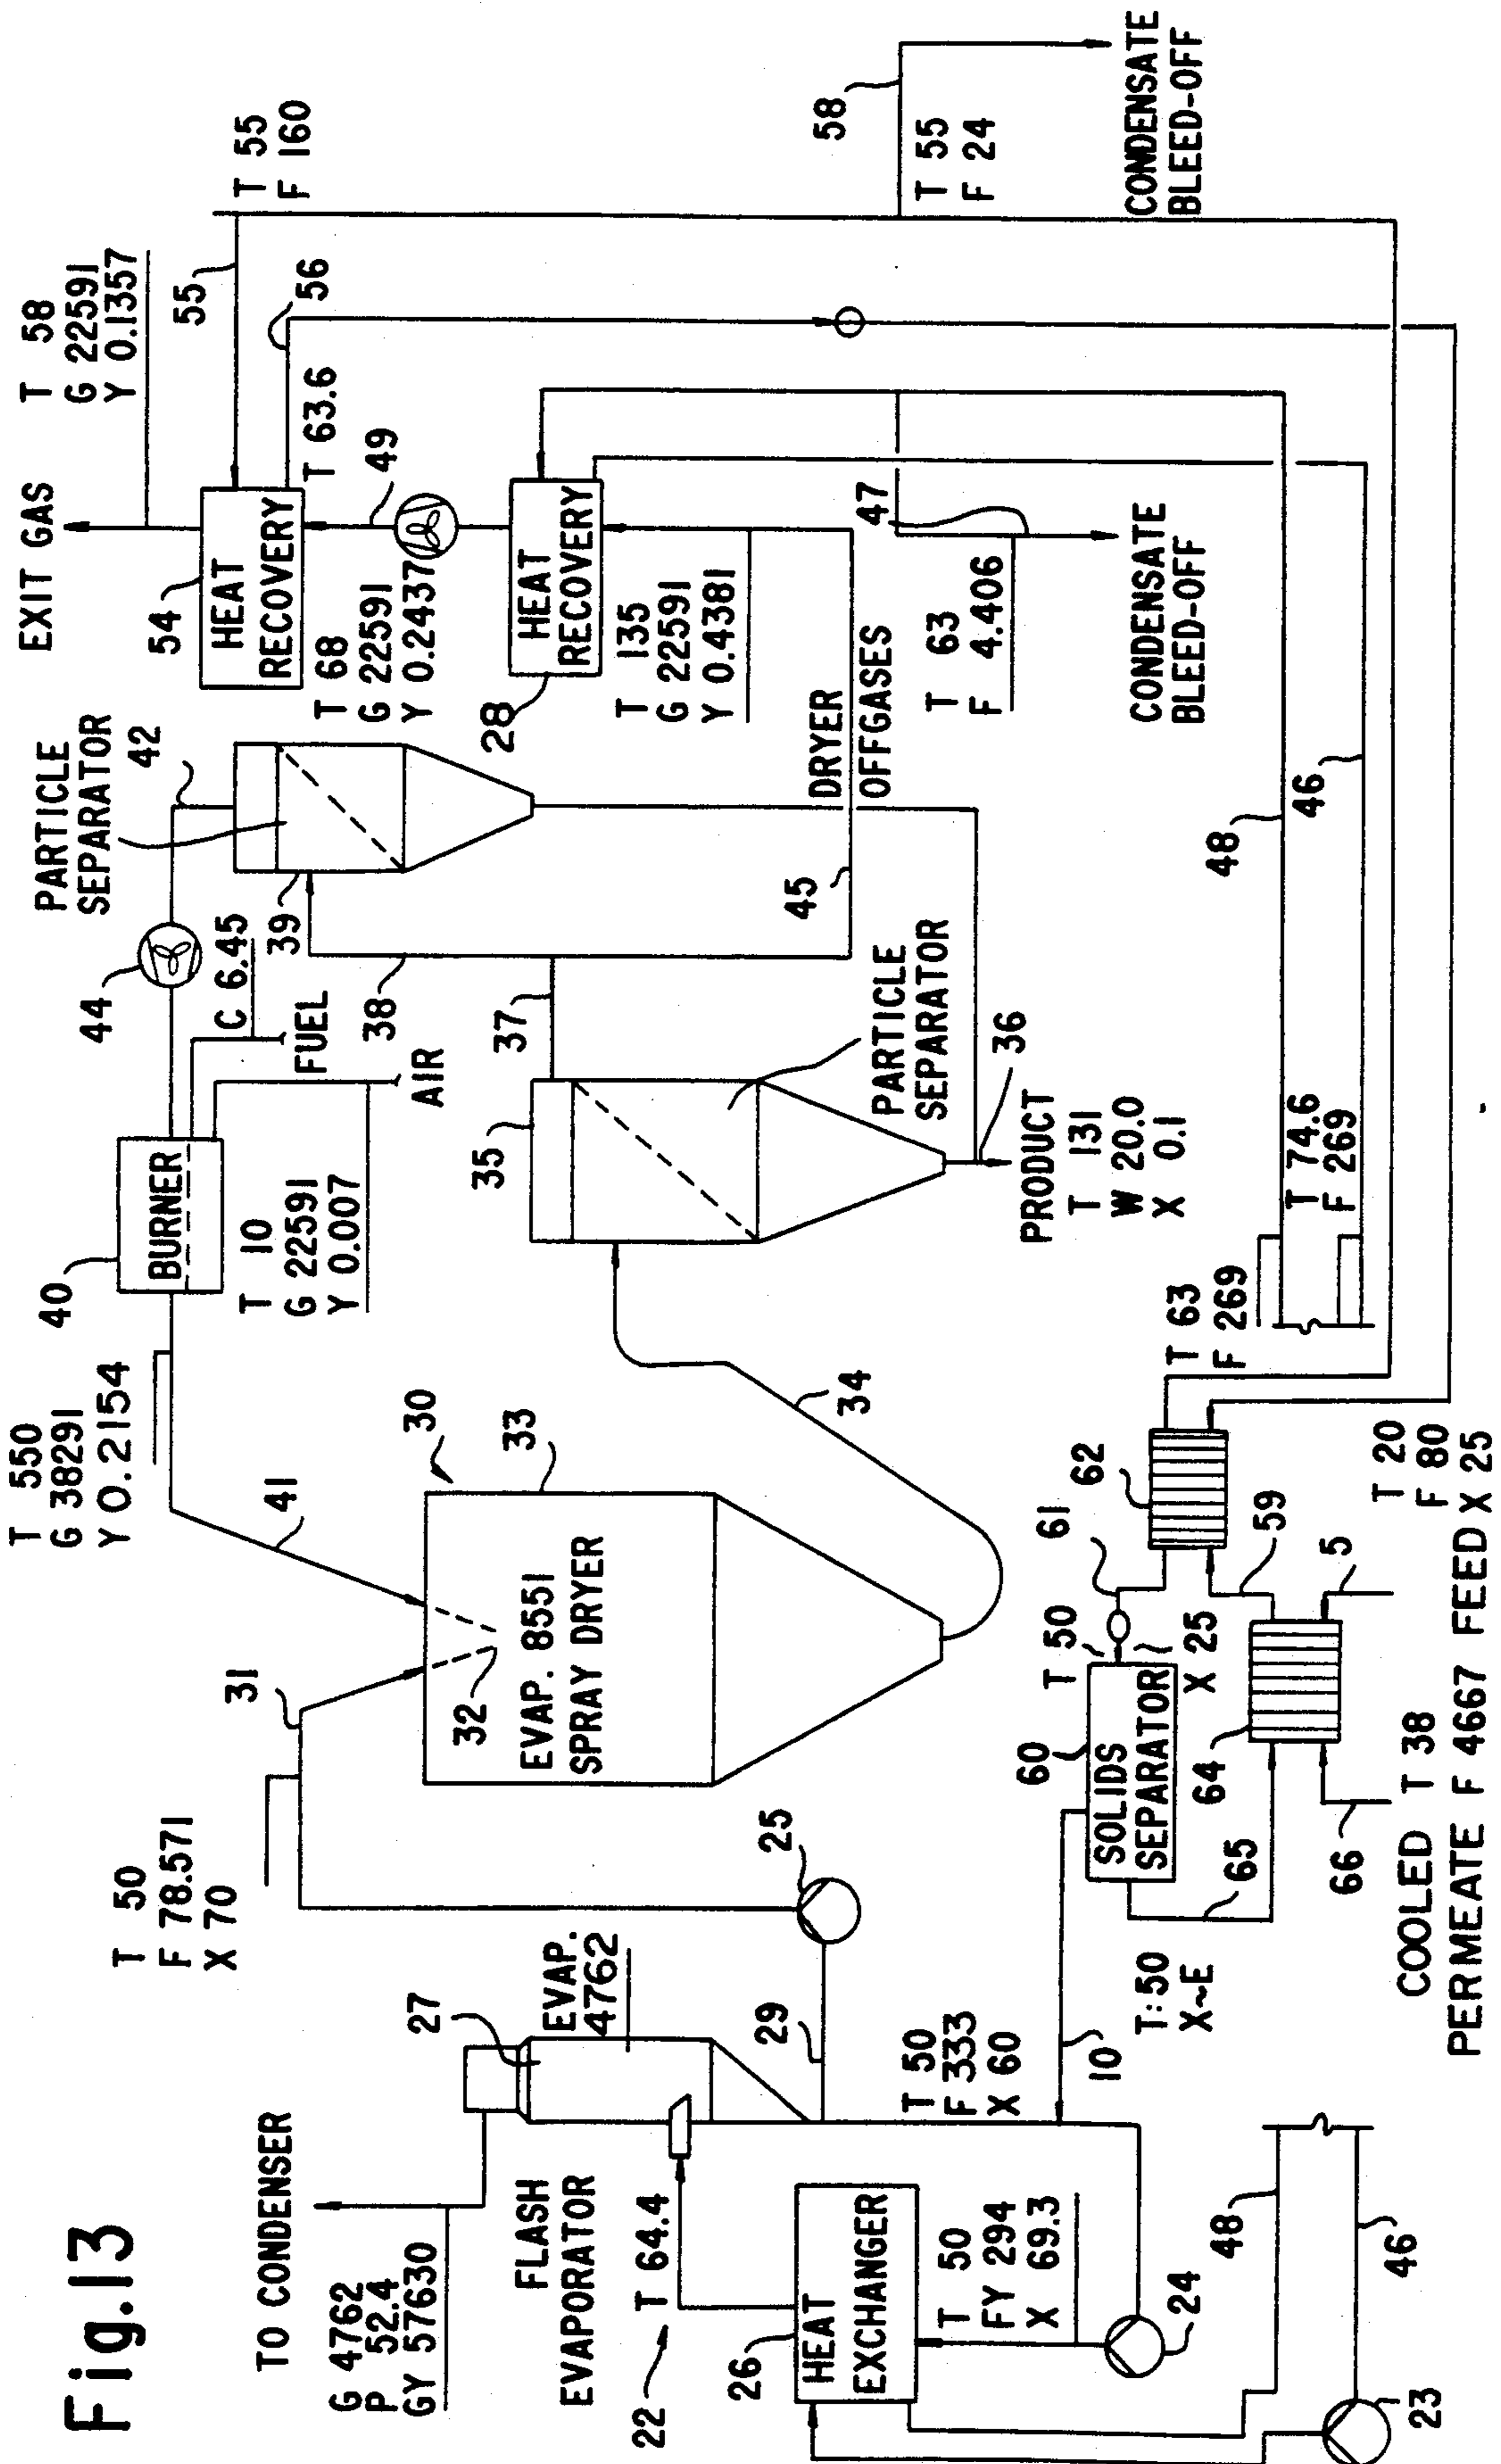 Fig.13
TO CONDENSER
G 4762
P 52.4
GY 57630
FLASH
EVAPORATOR
T 64.4
22
26
HEAT
EXCHANGER
T 50
FY 294
X 69.3
24
48
46
23
27
EVAP.
4762
29
25
T 50
F 333
X 60
10
T 50
F 78.571
X 70
31
32
EVAP. 8551
SPRAY DRYER
30
33
34
41
T 550
G 38291
Y 0.2154
40
BURNER
T 10
G 22591
Y 0.007
AIR
FUEL
C 6.45
44
PARTICLE
SEPARATOR
42
39
38
37
35
PARTICLE
SEPARATOR
36
PRODUCT
T 131
W 20.0
X 0.1
45
DRYER
OFFGASES
EXIT GAS
54
HEAT
RECOVERY
T 58
G 22591
Y 0.1357
55
56
T 55
F 160
T 63.6
49
T 68
G 22591
Y 0.2437
28
HEAT
RECOVERY
T 135
G 22591
Y 0.4381
47
T 63
F 4.406
CONDENSATE
BLEED-OFF
58
T 55
F 24
CONDENSATE
BLEED-OFF
48
46
T 63
F 269
T 74.6
F 269
60
SOLIDS
SEPARATOR
T 50
X 25
61
62
59
5
64
65
66
T:50
X~E
COOLED T 38
PERMEATE F 4667
T 20
F 80
FEED X 25